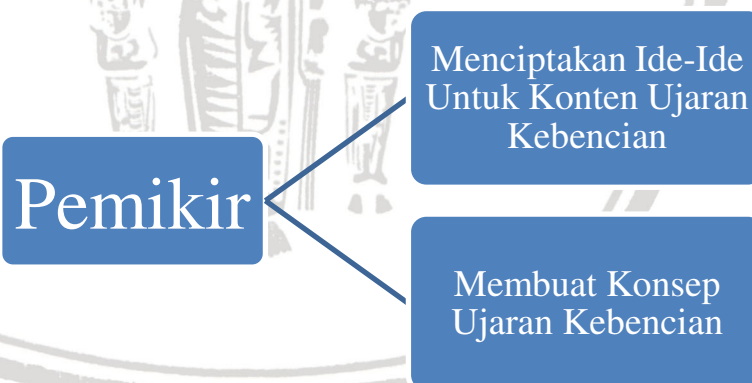 Menciptakan Ide-Ide
Untuk Konten Ujaran
Kebencian
Pemikir
Membuat Konsep
Ujaran Kebencian